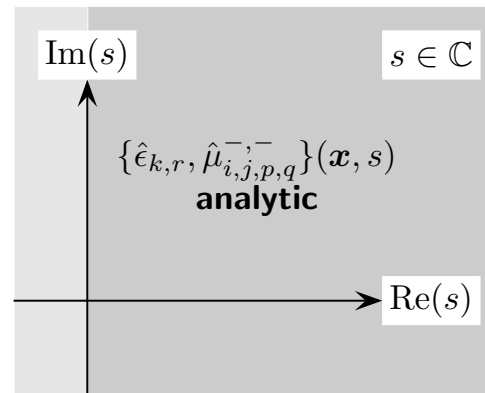 Im(s)
s ∈ ℂ
{ε̂_{k,r}, μ̂^{−,−}_{i,j,p,q}}(𝒙, s)
analytic
Re(s)